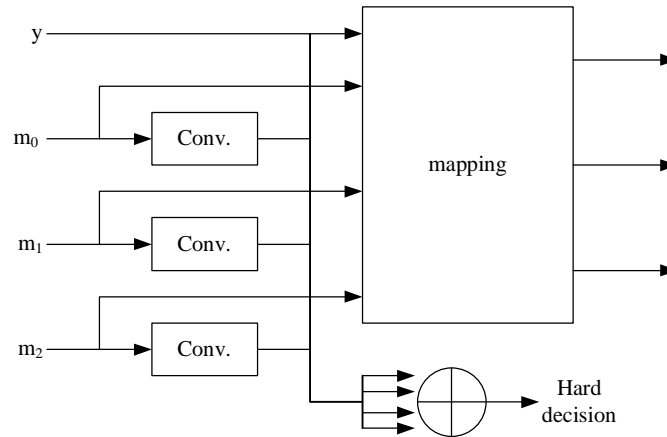 y
m₀
Conv.
mapping
m₁
Conv.
m₂
Conv.
Hard
decision